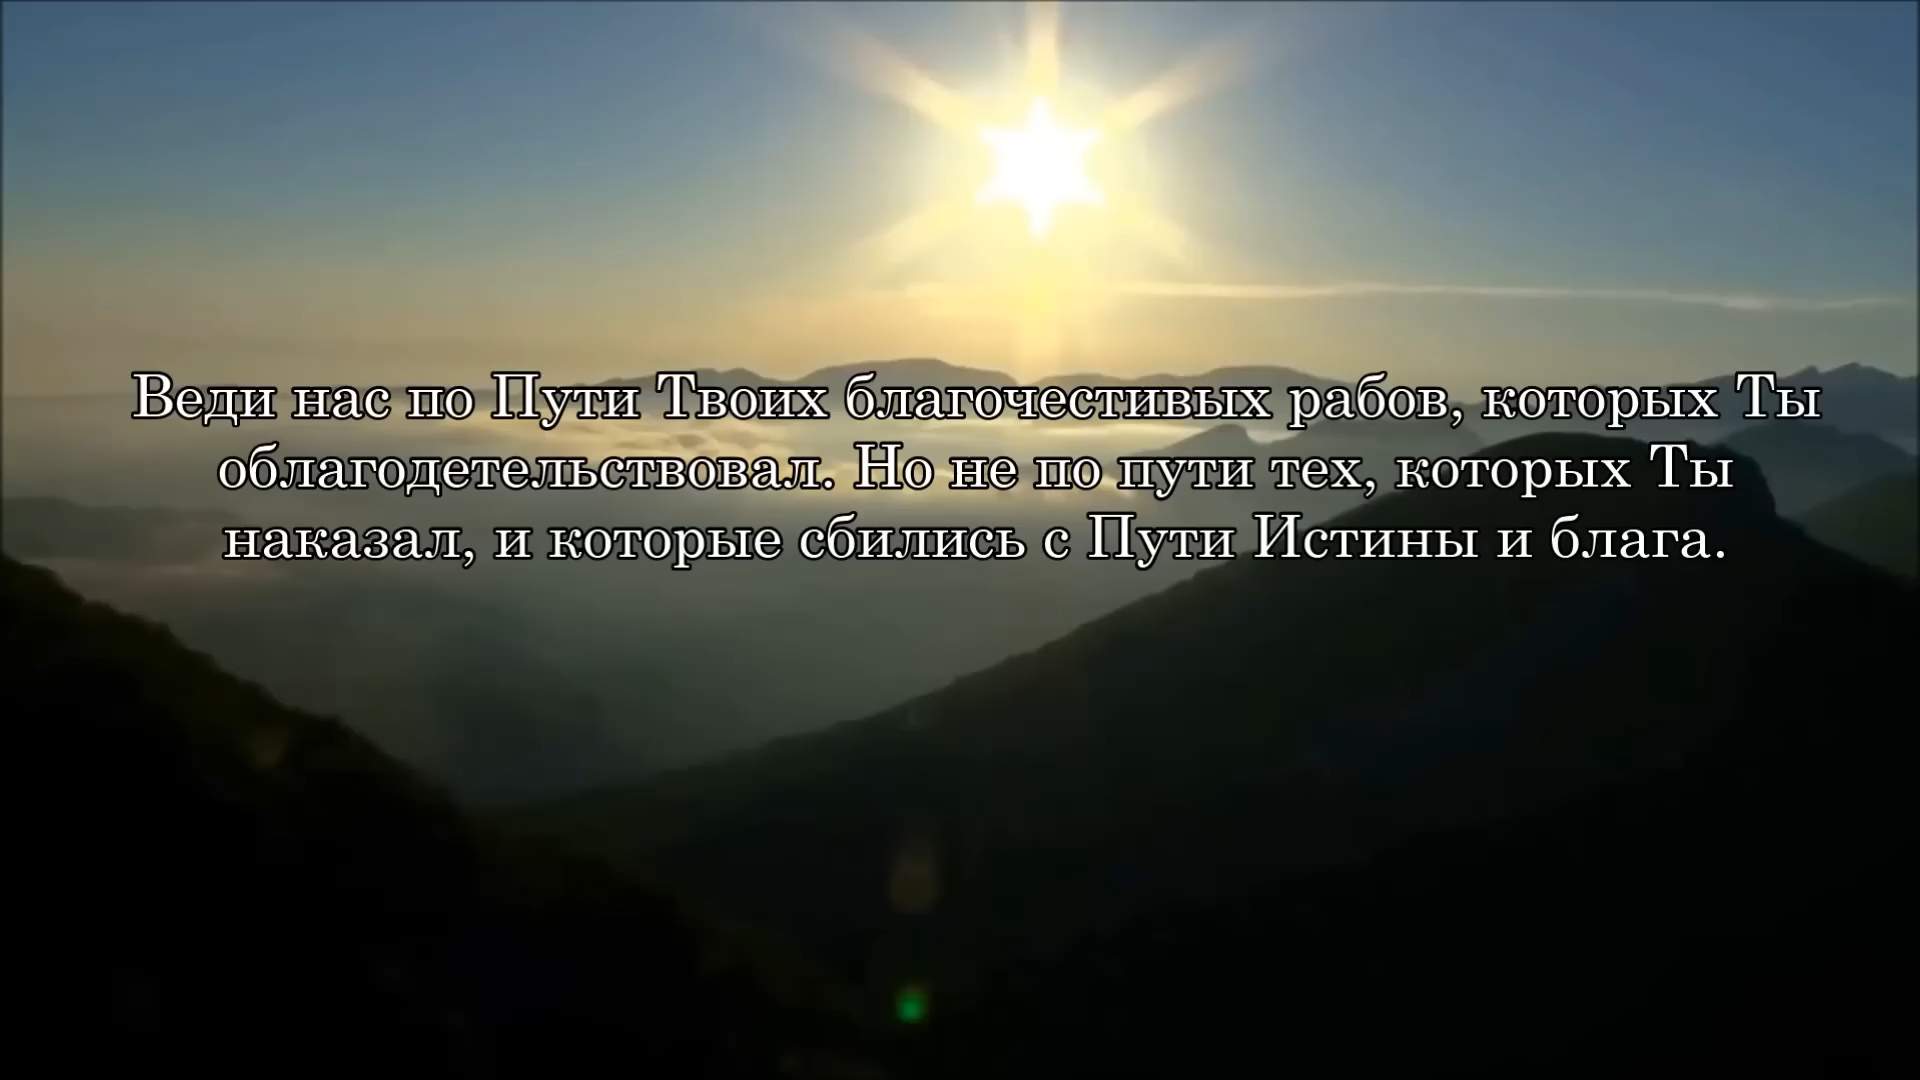 Веди нас по Пути Твоих благочестивых рабов, которых Ты
облагодетельствовал. Но не по пути тех, которых Ты
наказал, и которые сбились с Пути Истины и блага.